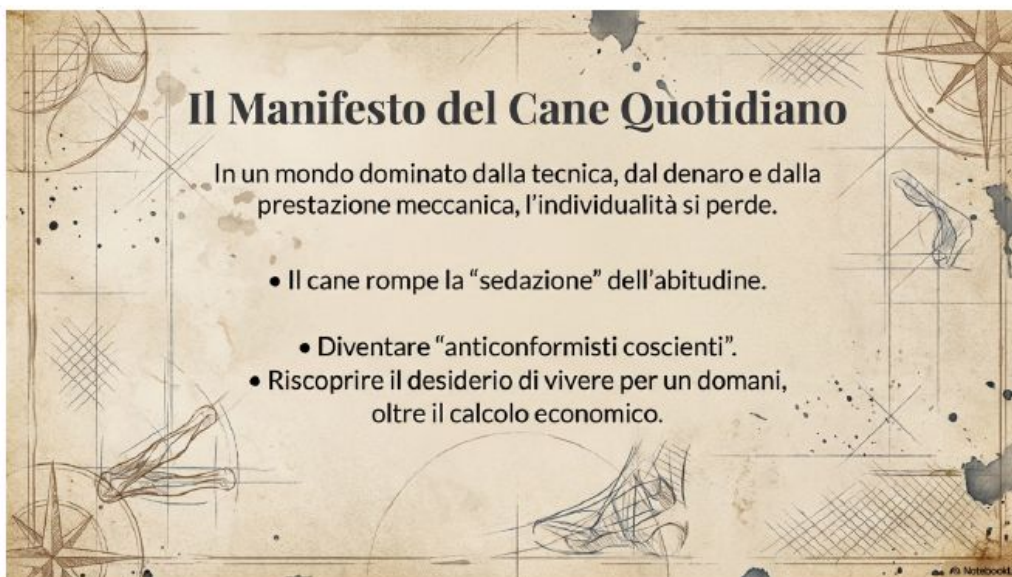 Il Manifesto del Cane Quotidiano
In un mondo dominato dalla tecnica, dal denaro e dalla
prestazione meccanica, l’individualità si perde.
• Il cane rompe la “sedazione” dell’abitudine.
• Diventare “anticonformisti coscienti”.
• Riscoprire il desiderio di vivere per un domani,
oltre il calcolo economico.
NotebookL